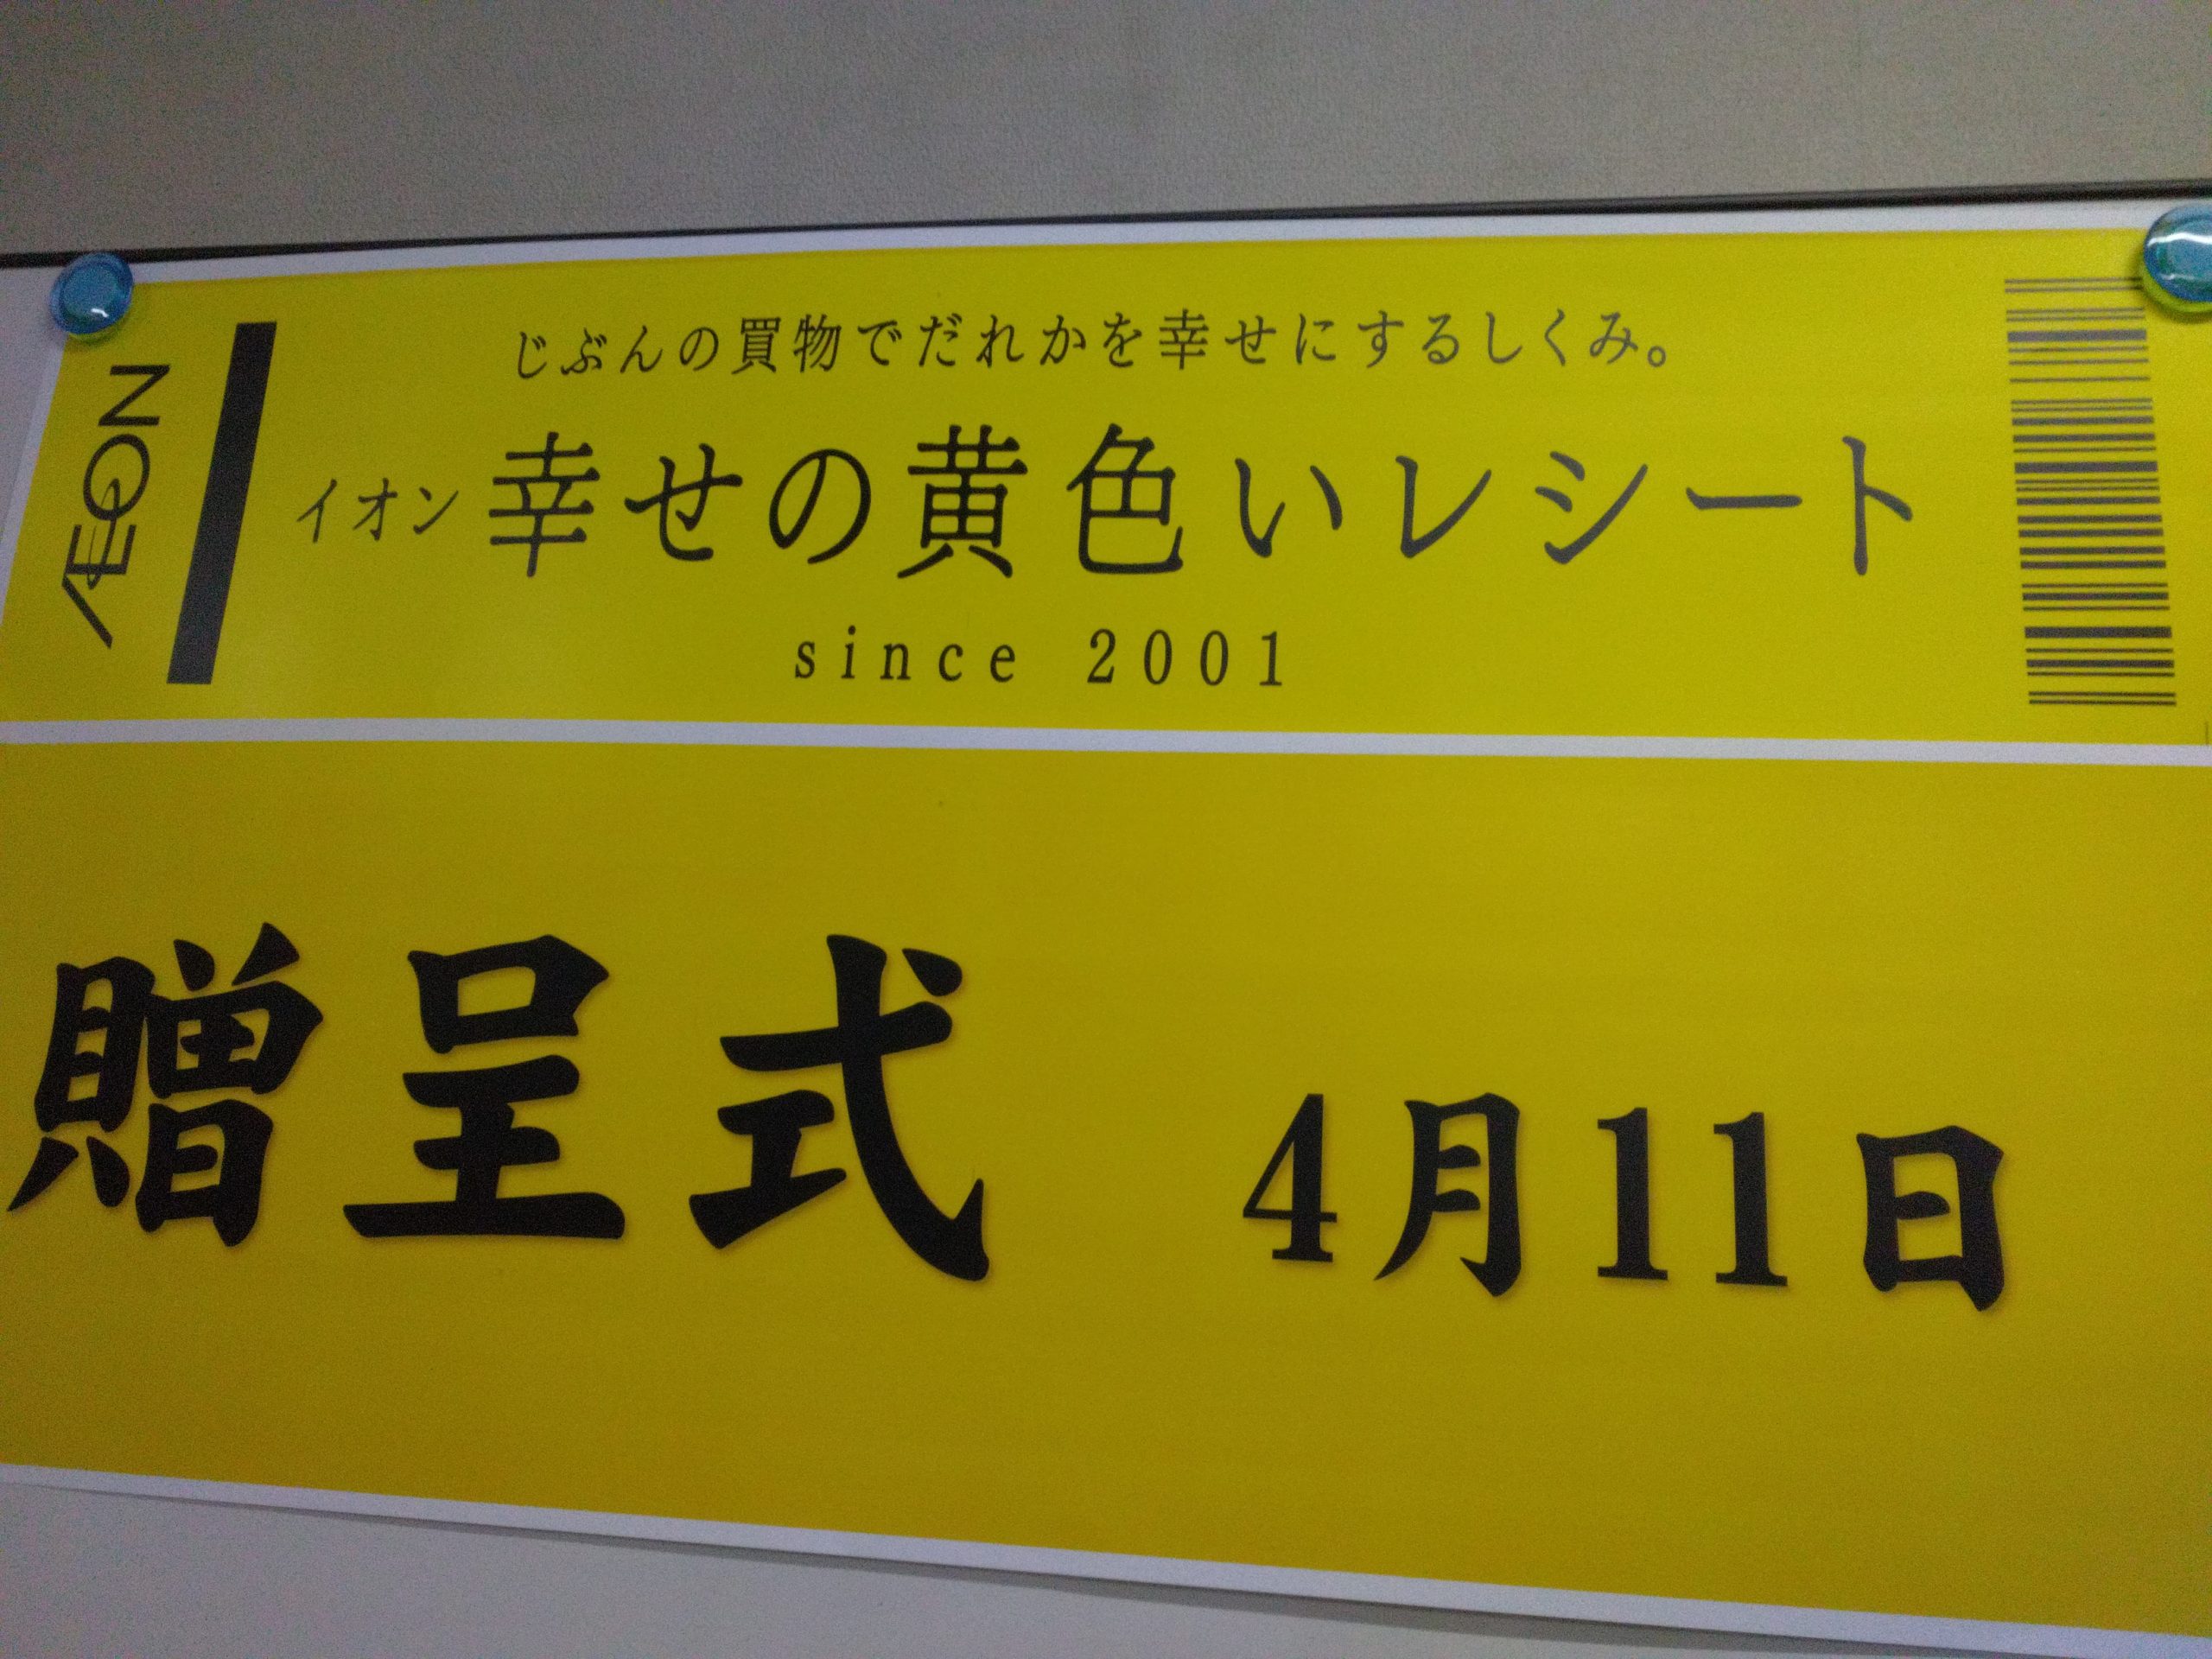 ÆON
じぶんの買物でだれかを幸せにするしくみ。
イオン 幸せの黄色いレシート
since 2001
贈呈式 4月11日